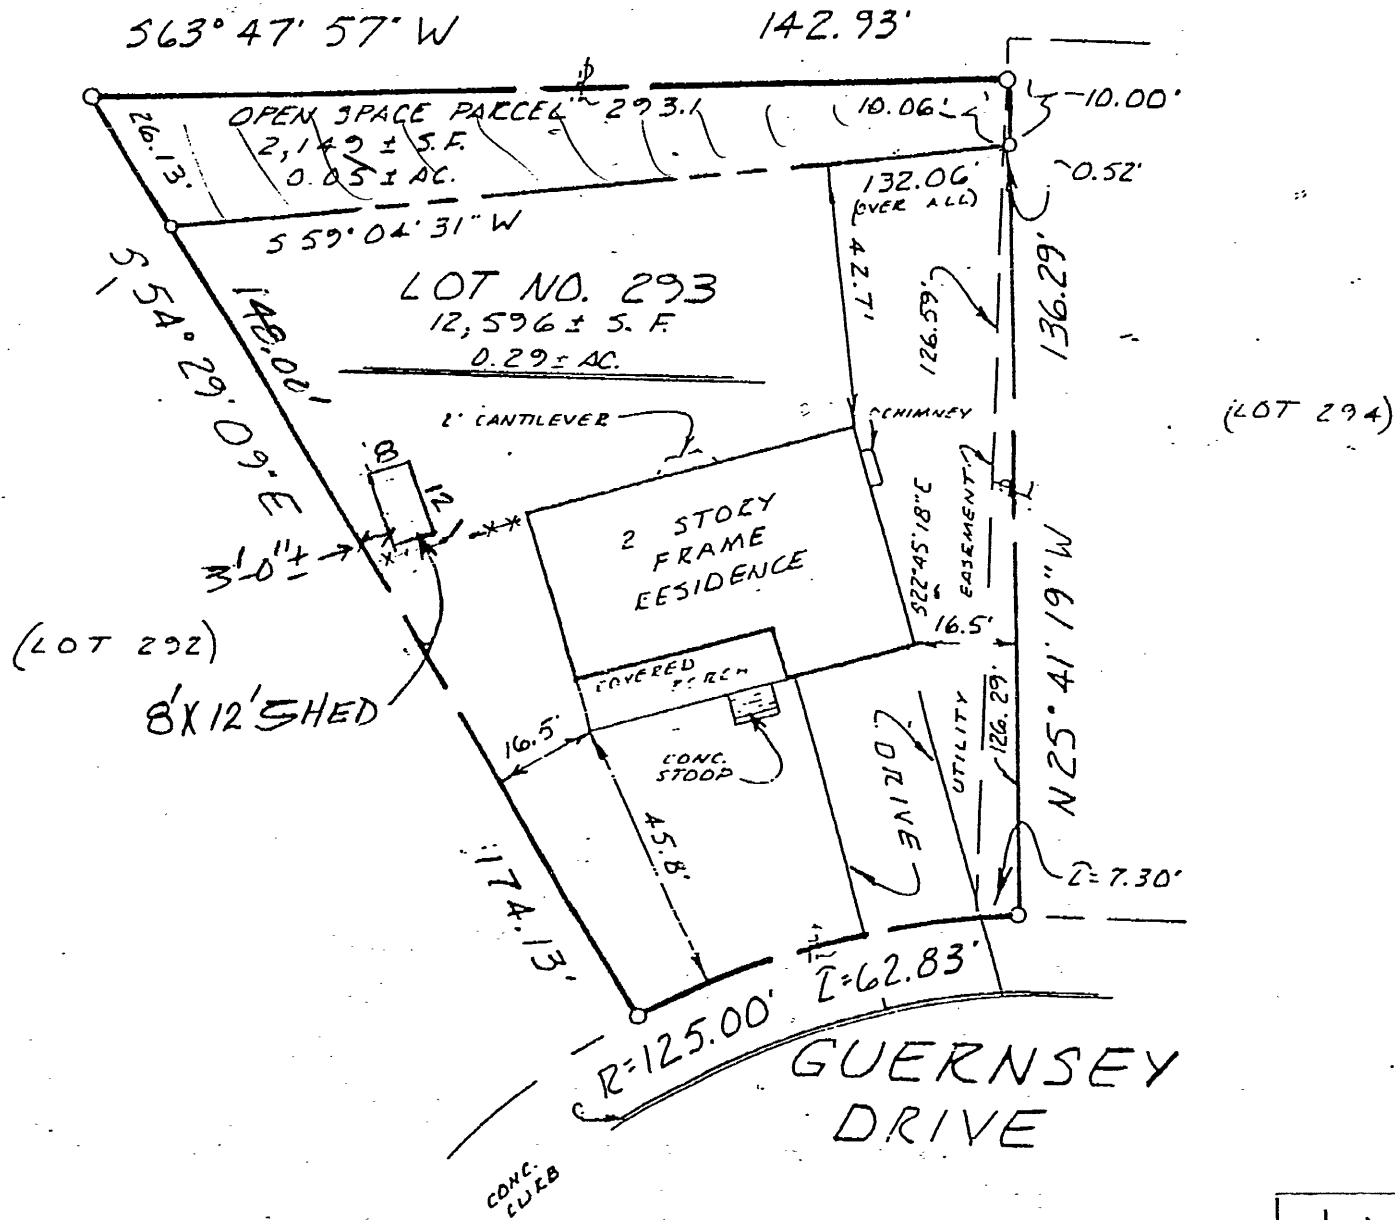 S63° 47' 57" W
142.93'
OPEN SPACE PARCEL 293.1
2,149 ± S.F.
0.05 ± AC.
26.13'
10.06'
10.00'
0.52'
132.06'
(OVER ALL)
S 59° 04' 31" W
LOT NO. 293
12,596 ± S. F.
0.29 ± AC.
42.7'
126.59'
136.29'
S 54° 29' 09" E
148.00'
(LOT 294)
2' CANTILEVER
CHIMNEY
8
12
3'-0"±
2 STORY
FRAME
RESIDENCE
S22°45'18"E
EASEMENT
16.5'
N 25° 41' 19" W
(LOT 292)
8'X12' SHED
COVERED
PORCH
16.5'
CONC.
STOOP
DRIVE
UTILITY
126.29'
45.8'
174.13'
L=7.30'
L=62.83'
R=125.00'
GUERNSEY
DRIVE
CONC.
CURB